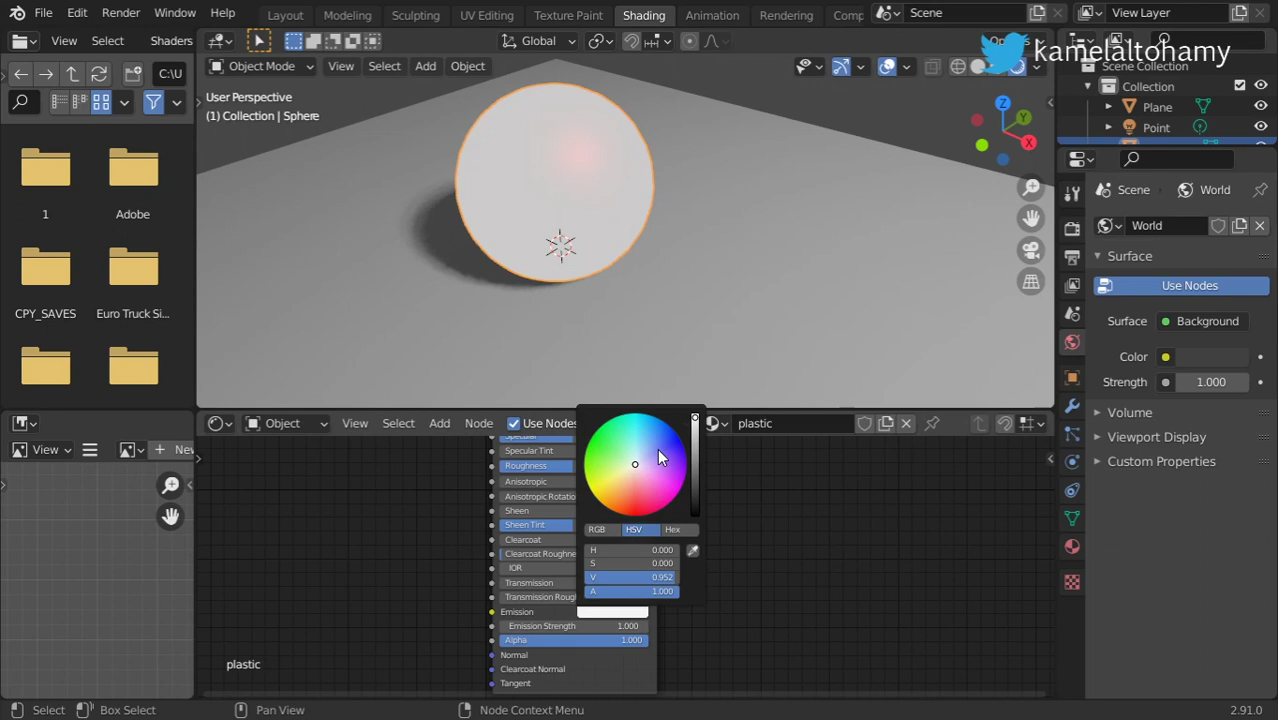 File Edit Render Window Help Layout Modeling Sculpting UV Editing Texture Paint Shading Animation Rendering Scene View Layer
View Select Shaders Global
kamelaltohamy
Object Mode View Select Add Object
Scene Collection
C:\U
Collection
User Perspective
(1) Collection | Sphere
Plane
Point
Z
Y
X
Scene World
1 Adobe
World
Surface
Use Nodes
CPY_SAVES Euro Truck Si...
Surface Background
Color
Strength 1.000
Volume
Object View Select Add Node Use Nodes plastic
Viewport Display
Custom Properties
View New
Specular
Specular Tint
Roughness
Anisotropic
Anisotropic Rotatio
Sheen
Sheen Tint
Clearcoat
Clearcoat Roughne
IOR
Transmission
Transmission Roug
Emission
Emission Strength 1.000
Alpha 1.000
Normal
Clearcoat Normal
Tangent
RGB HSV Hex
H 0.000
S 0.000
V 0.952
A 1.000
plastic
Select Box Select Pan View Node Context Menu 2.91.0